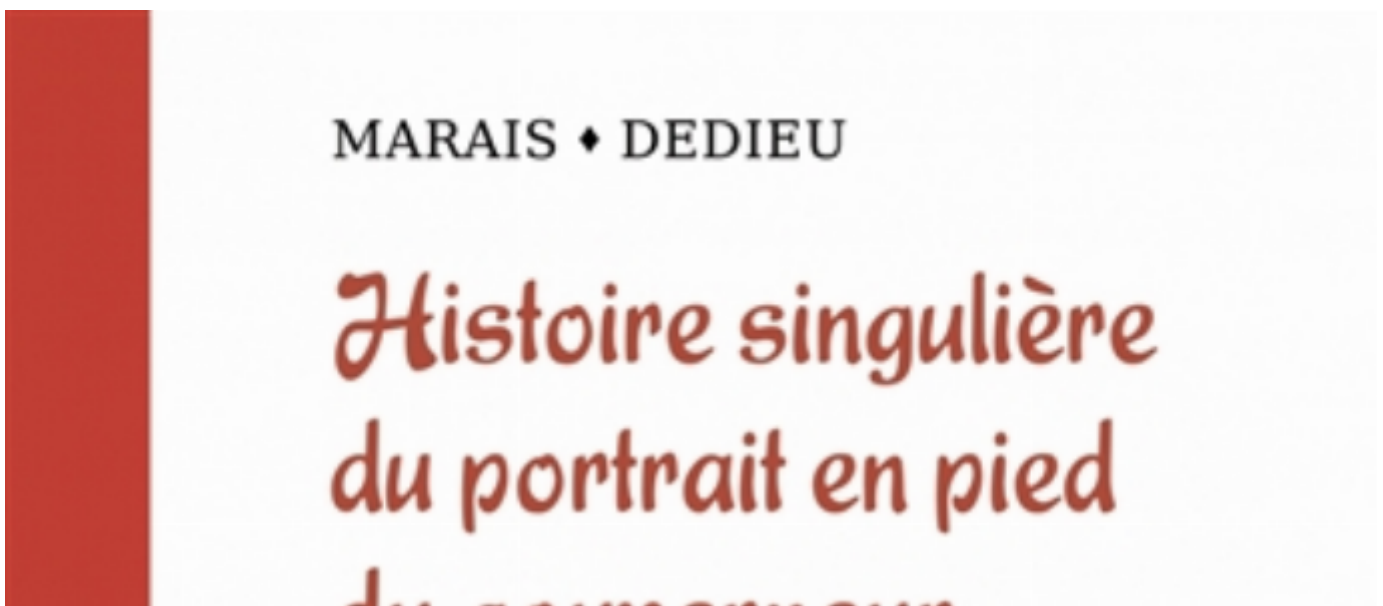 MARAIS ♦ DEDIEU
Histoire singulière
du portrait en pied